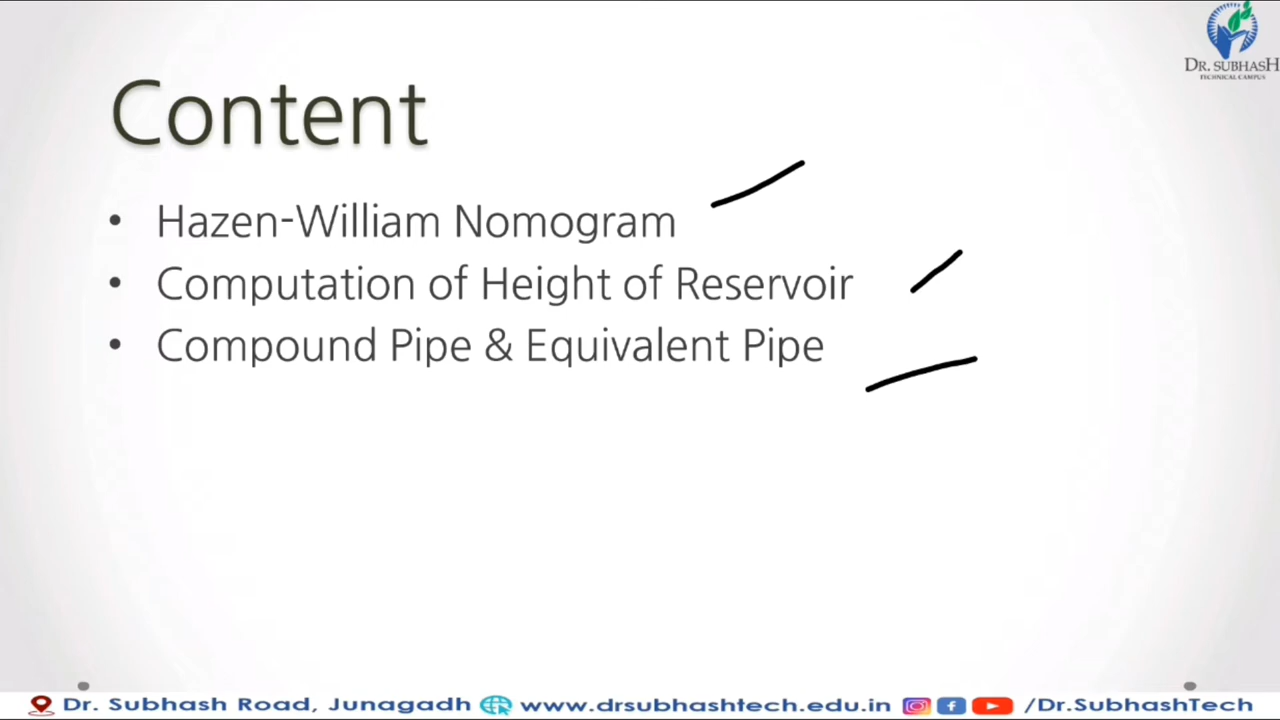 DR. SUBHASH
TECHNICAL CAMPUS
Content
• Hazen-William Nomogram
• Computation of Height of Reservoir
• Compound Pipe & Equivalent Pipe
Dr. Subhash Road, Junagadh www.drsubhashtech.edu.in /Dr.SubhashTech